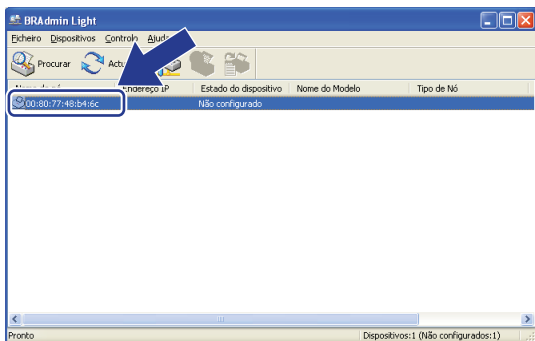 BRAdmin Light
Ficheiro Dispositivos Controlo Ajuda
Procurar
Endereço IP Estado do dispositivo Nome do Modelo Tipo de Nó
00:80:77:48:b4:6c Não configurado
Pronto Dispositivos:1 (Não configurados:1)